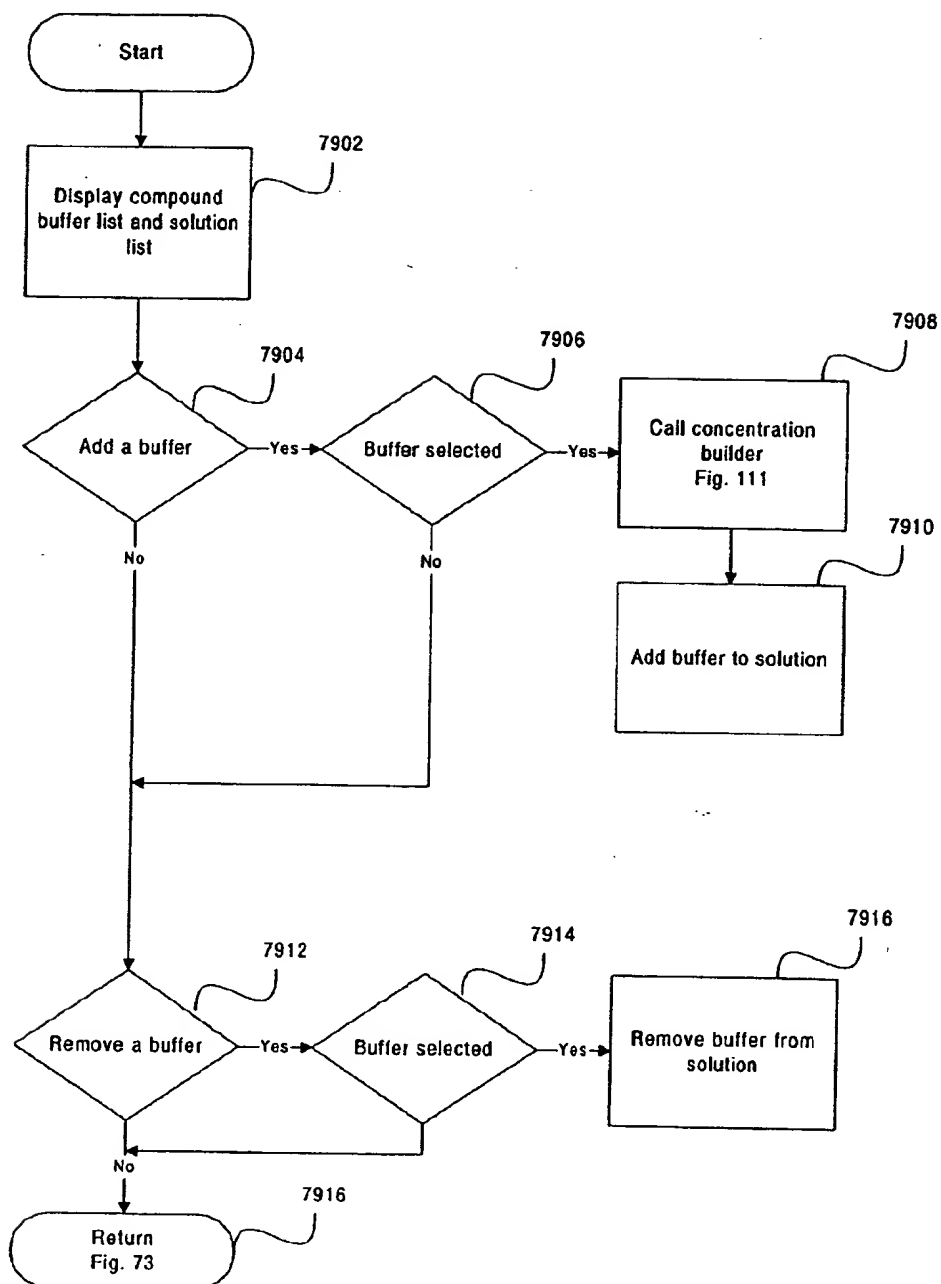 Start
7902
Display compound
buffer list and solution
list
7904
Add a buffer
Yes
No
7906
Buffer selected
Yes
No
7908
Call concentration
builder
Fig. 111
7910
Add buffer to solution
7912
Remove a buffer
Yes
No
7914
Buffer selected
Yes
7916
Remove buffer from
solution
7916
Return
Fig. 73